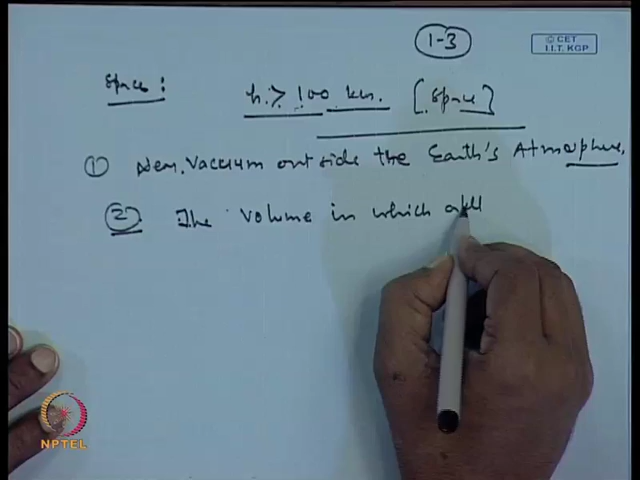 1-3
© CET
I.I.T. KGP
Space : h > 100 km. [Space]
① Near vacuum outside the Earth's Atmosphere.
② The volume in which all
NPTEL